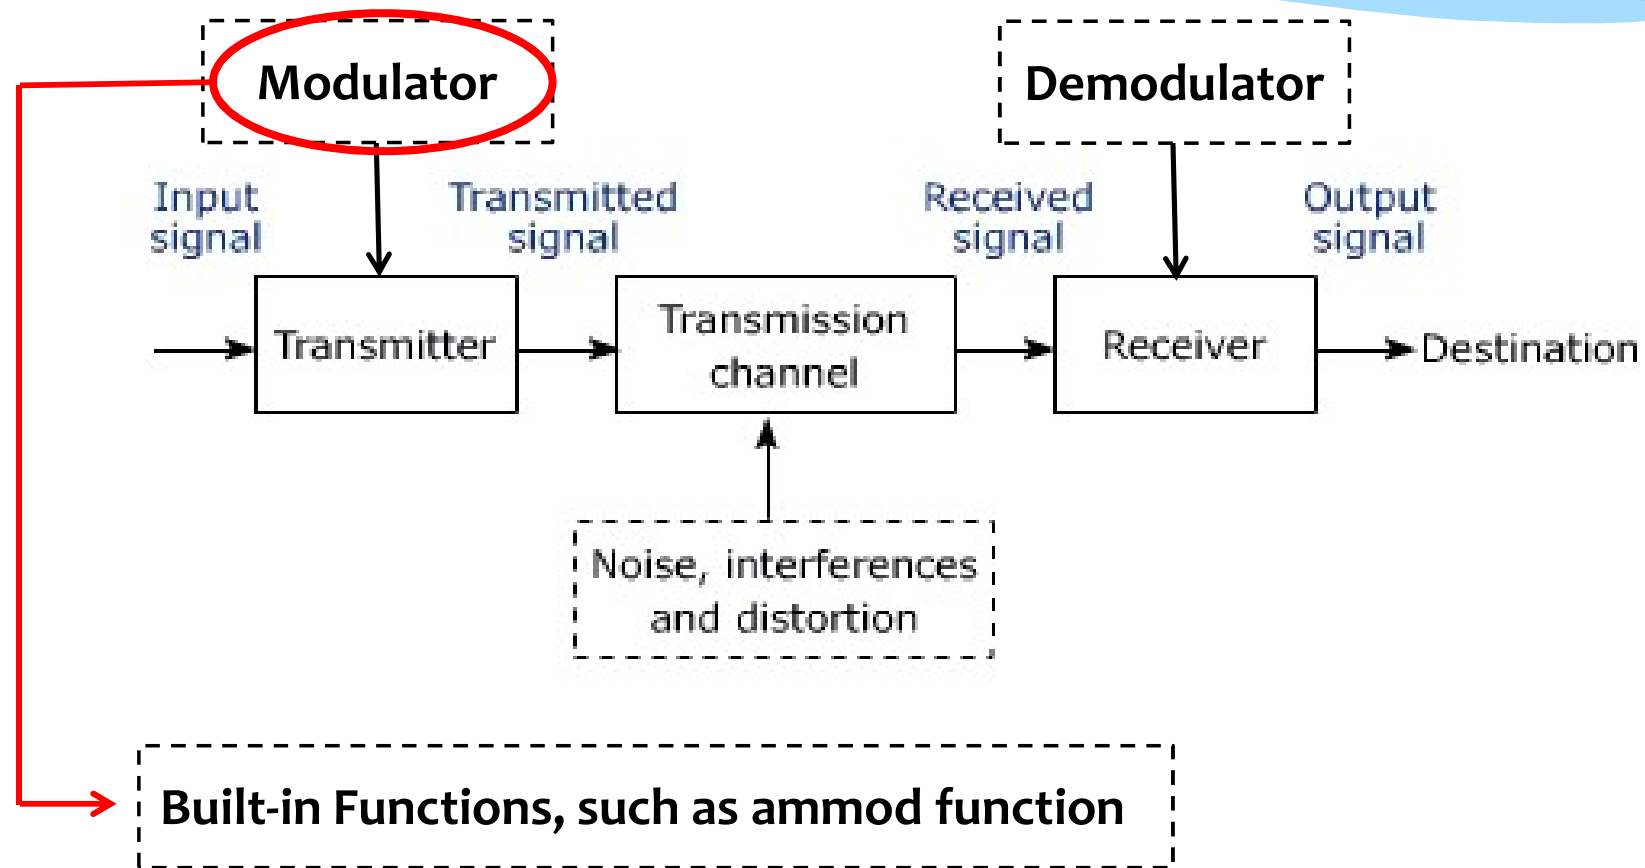 Modulator
Demodulator
Input
signal
Transmitted
signal
Received
signal
Output
signal
Transmitter
Transmission
channel
Receiver
Destination
Noise, interferences
and distortion
Built-in Functions, such as ammod function